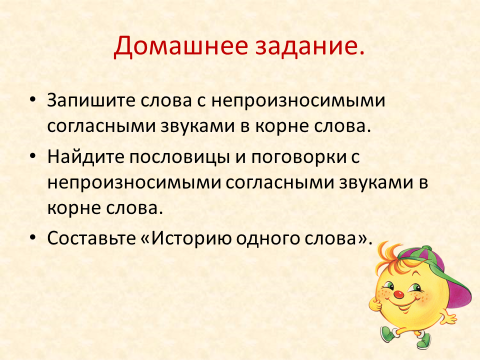 Домашнее задание.
• Запишите слова с непроизносимыми
согласными звуками в корне слова.
• Найдите пословицы и поговорки с
непроизносимыми согласными звуками в
корне слова.
• Составьте «Историю одного слова».